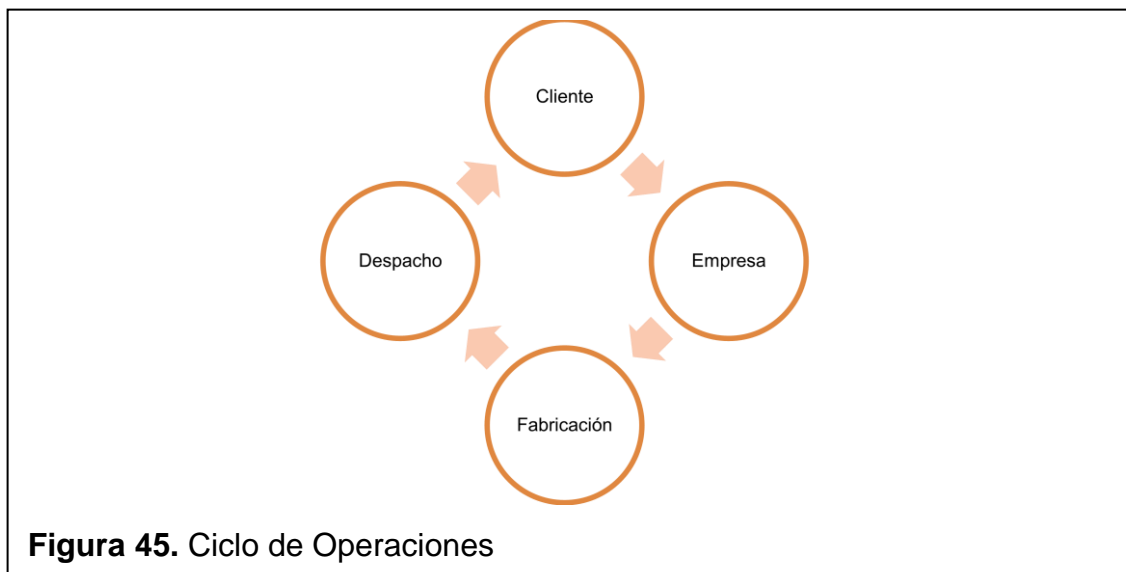 Cliente
Despacho
Empresa
Fabricación
Figura 45. Ciclo de Operaciones